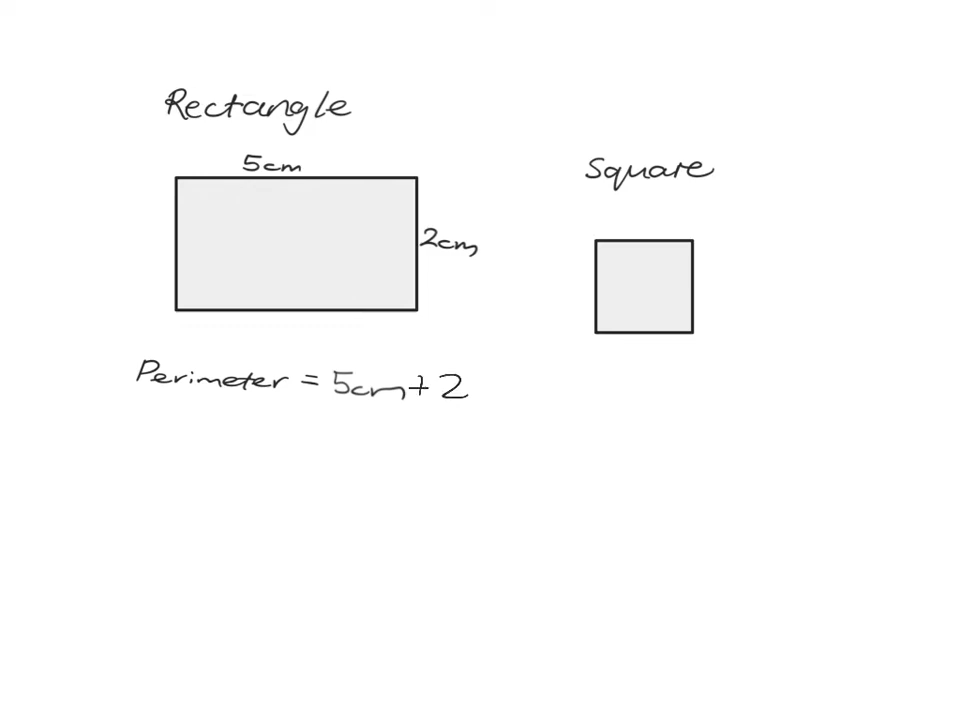 Rectangle
5cm
Square
2cm
Perimeter = 5cm + 2